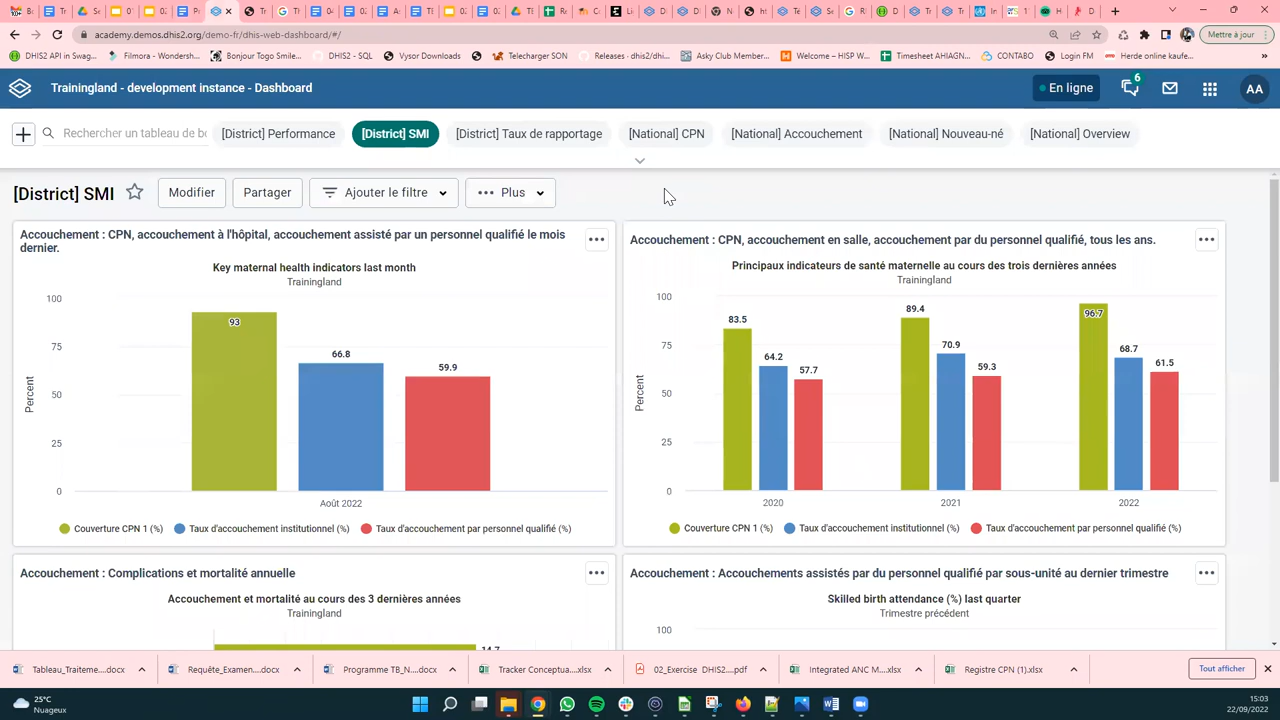 academy.demos.dhis2.org/demo-fr/dhis-web-dashboard/#/
Mettre à jour
DHIS2 API in Swag...
Filmora - Wondersh...
Bonjour Togo Smile...
DHIS2 - SQL
Vysor Downloads
Telecharger SON
Releases · dhis2/dhi...
Asky Club Member...
Welcome – HISP W...
Timesheet AHIAGN...
CONTABO
Login FM
Herde online kaufe...
Trainingland - development instance - Dashboard
En ligne
6
AA
Rechercher un tableau de bo
[District] Performance
[District] SMI
[District] Taux de rapportage
[National] CPN
[National] Accouchement
[National] Nouveau-né
[National] Overview
[District] SMI
Modifier
Partager
Ajouter le filtre
Plus
Accouchement : CPN, accouchement à l'hôpital, accouchement assisté par un personnel qualifié le mois
dernier.
Key maternal health indicators last month
Trainingland
Percent
100
75
50
25
0
93
66.8
59.9
Août 2022
Couverture CPN 1 (%)
Taux d'accouchement institutionnel (%)
Taux d'accouchement par personnel qualifié (%)
Accouchement : CPN, accouchement en salle, accouchement par du personnel qualifié, tous les ans.
Principaux indicateurs de santé maternelle au cours des trois dernières années
Trainingland
Percent
100
75
50
25
0
83.5
64.2
57.7
89.4
70.9
59.3
96.7
68.7
61.5
2020
2021
2022
Couverture CPN 1 (%)
Taux d'accouchement institutionnel (%)
Taux d'accouchement par personnel qualifié (%)
Accouchement : Complications et mortalité annuelle
Accouchement et mortalité au cours des 3 dernières années
Trainingland
14.7
Accouchement : Accouchements assistés par du personnel qualifié par sous-unité au dernier trimestre
Skilled birth attendance (%) last quarter
Trimestre précédent
100
Tableau_Traiteme....docx
Requête_Examen....docx
Programme TB_N....docx
Tracker Conceptua....xlsx
02_Exercise DHIS2....pdf
Integrated ANC M....xlsx
Registre CPN (1).xlsx
Tout afficher
25°C
Nuageux
15:03
22/09/2022